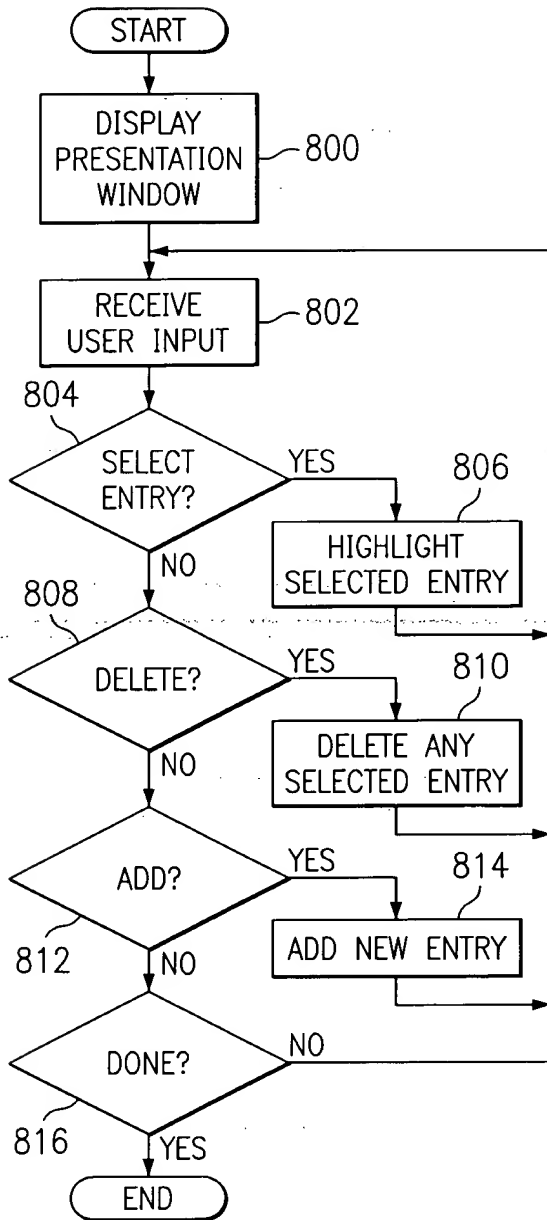 START
DISPLAY
PRESENTATION
WINDOW
800
RECEIVE
USER INPUT
802
804
SELECT
ENTRY?
YES
806
HIGHLIGHT
SELECTED ENTRY
NO
808
DELETE?
YES
810
DELETE ANY
SELECTED ENTRY
NO
ADD?
YES
814
812
ADD NEW ENTRY
NO
DONE?
NO
816
YES
END